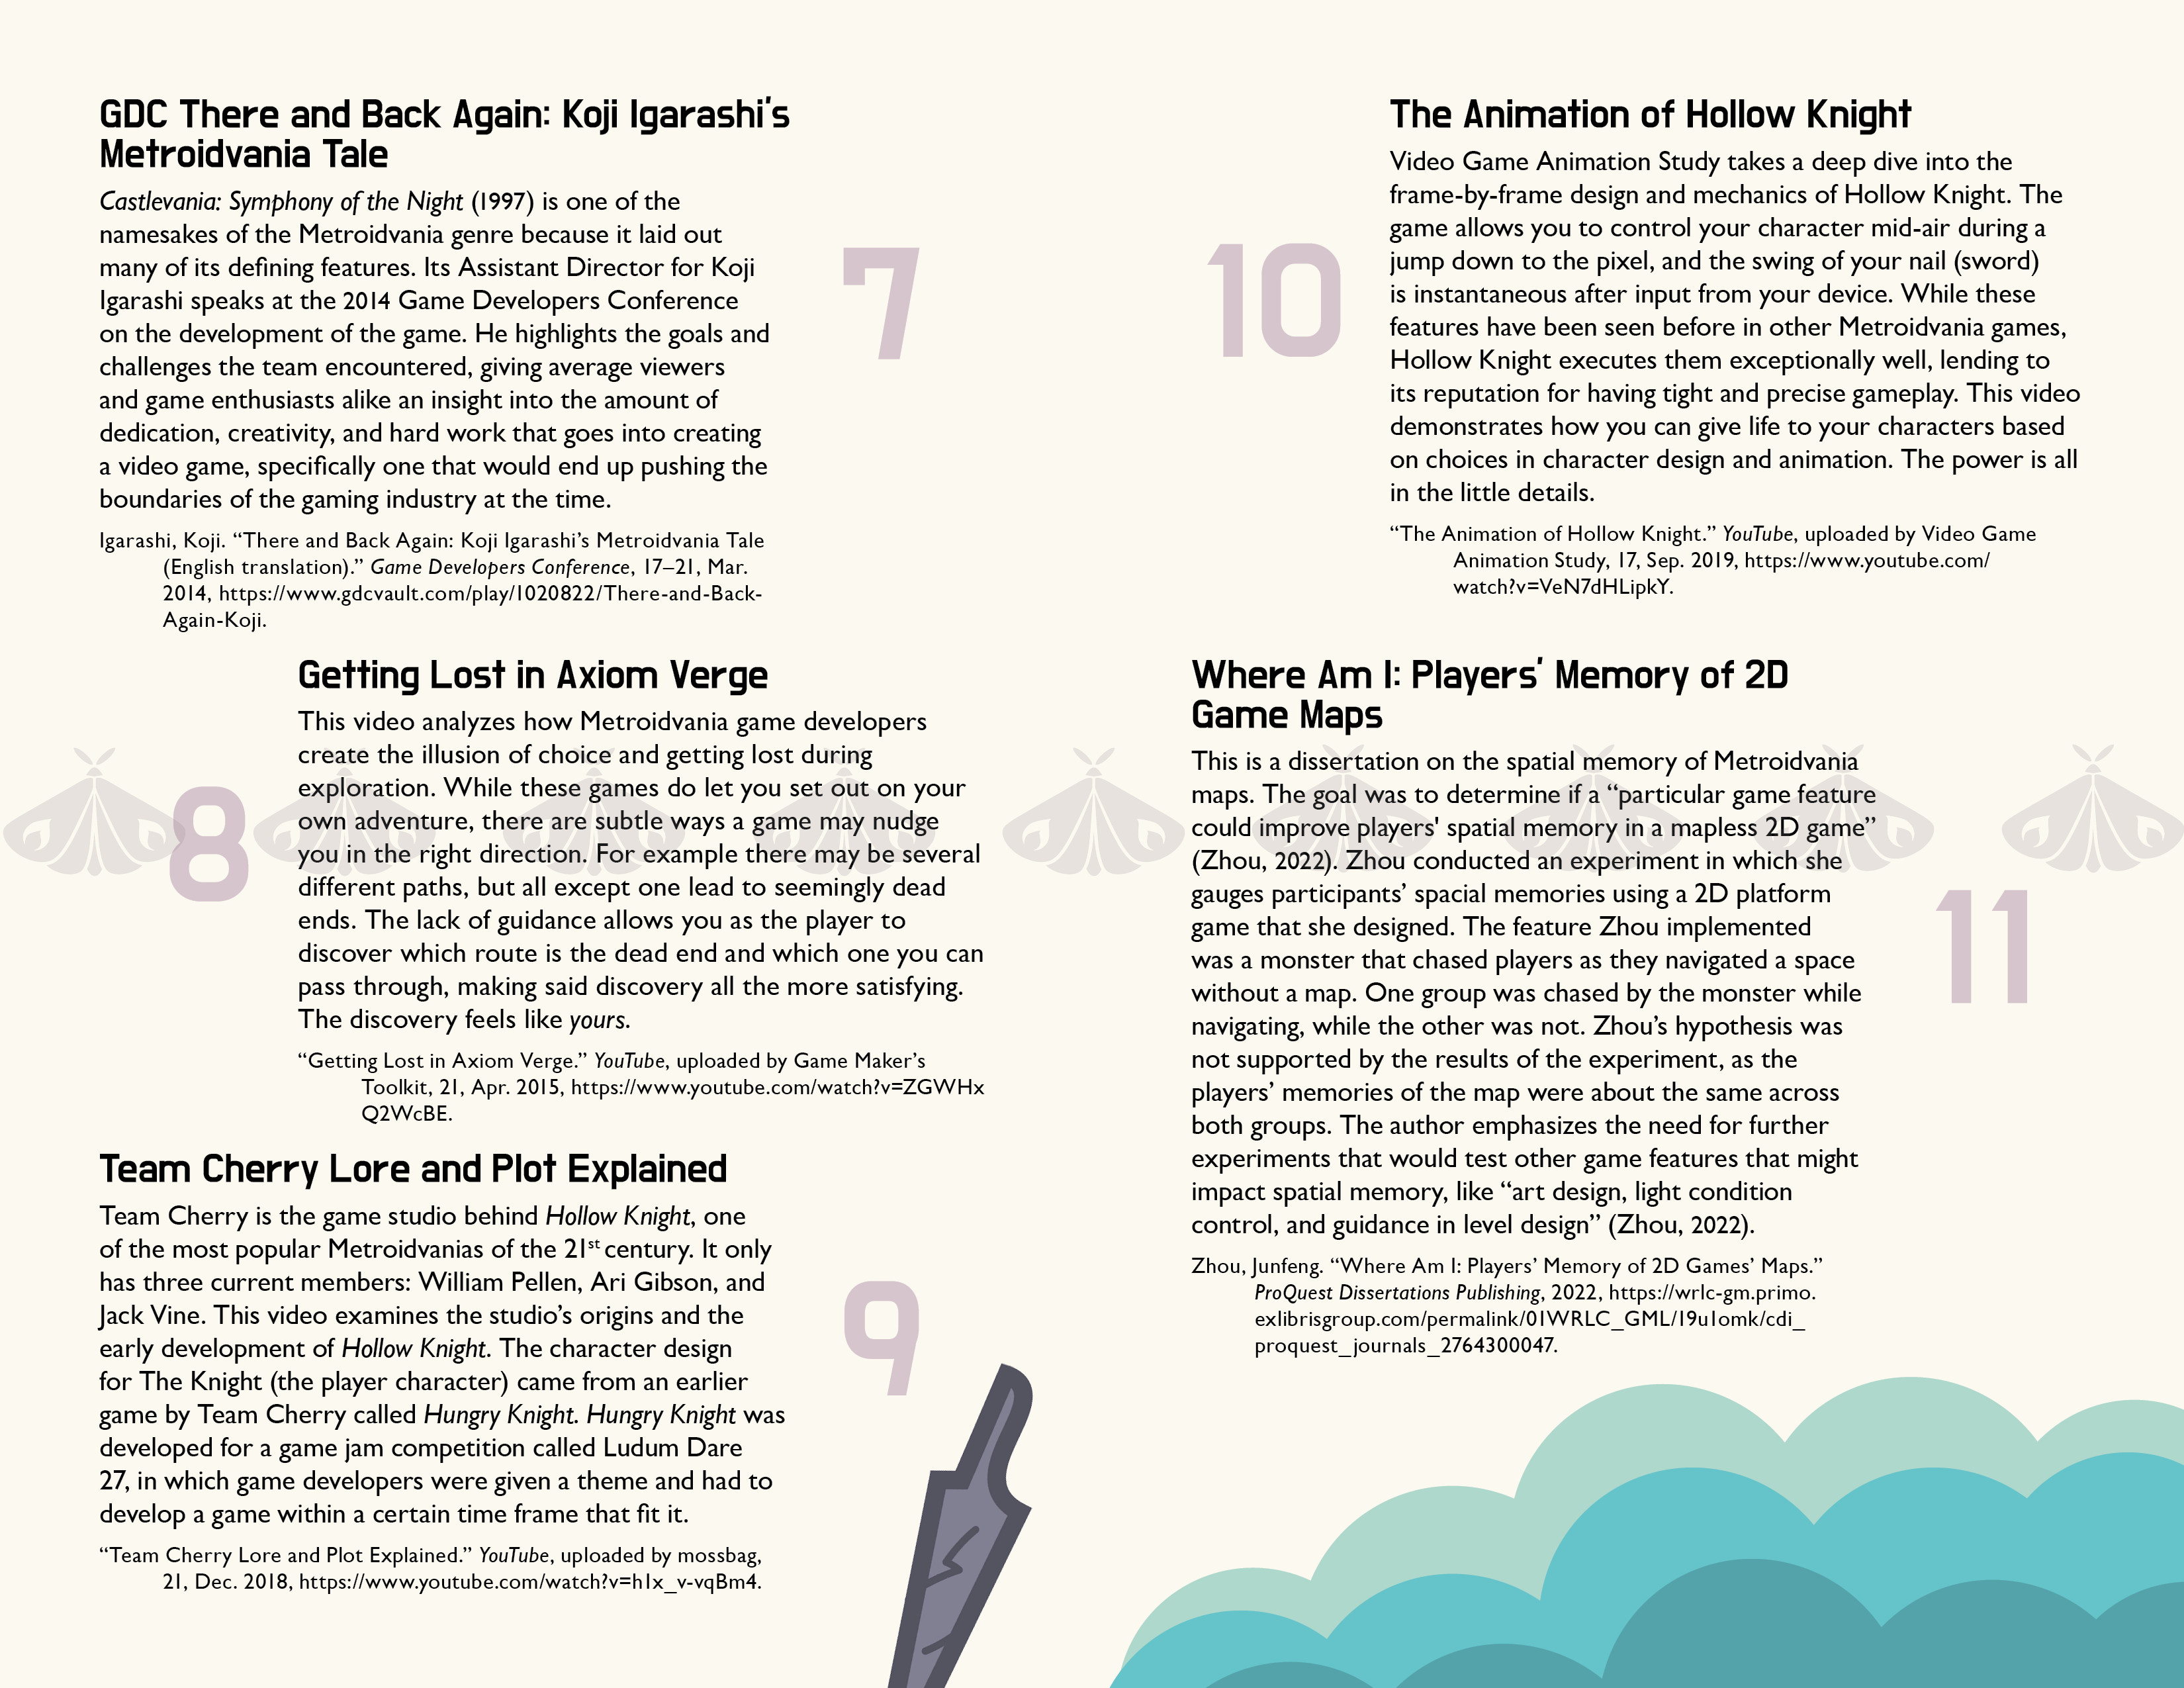 GDC There and Back Again: Koji Igarashi's
Metroidvania Tale
Castlevania: Symphony of the Night (1997) is one of the
namesakes of the Metroidvania genre because it laid out
many of its defining features. Its Assistant Director for Koji
Igarashi speaks at the 2014 Game Developers Conference
on the development of the game. He highlights the goals and
challenges the team encountered, giving average viewers
and game enthusiasts alike an insight into the amount of
dedication, creativity, and hard work that goes into creating
a video game, specifically one that would end up pushing the
boundaries of the gaming industry at the time.
Igarashi, Koji. “There and Back Again: Koji Igarashi’s Metroidvania Tale
(English translation).” Game Developers Conference, 17–21, Mar.
2014, https://www.gdcvault.com/play/1020822/There-and-Back-
Again-Koji.
7
Getting Lost in Axiom Verge
This video analyzes how Metroidvania game developers
create the illusion of choice and getting lost during
exploration. While these games do let you set out on your
own adventure, there are subtle ways a game may nudge
you in the right direction. For example there may be several
different paths, but all except one lead to seemingly dead
ends. The lack of guidance allows you as the player to
discover which route is the dead end and which one you can
pass through, making said discovery all the more satisfying.
The discovery feels like yours.
“Getting Lost in Axiom Verge.” YouTube, uploaded by Game Maker’s
Toolkit, 21, Apr. 2015, https://www.youtube.com/watch?v=ZGWHx
Q2WcBE.
8
Team Cherry Lore and Plot Explained
Team Cherry is the game studio behind Hollow Knight, one
of the most popular Metroidvanias of the 21st century. It only
has three current members: William Pellen, Ari Gibson, and
Jack Vine. This video examines the studio’s origins and the
early development of Hollow Knight. The character design
for The Knight (the player character) came from an earlier
game by Team Cherry called Hungry Knight. Hungry Knight was
developed for a game jam competition called Ludum Dare
27, in which game developers were given a theme and had to
develop a game within a certain time frame that fit it.
“Team Cherry Lore and Plot Explained.” YouTube, uploaded by mossbag,
21, Dec. 2018, https://www.youtube.com/watch?v=h1x_v-vqBm4.
9
The Animation of Hollow Knight
Video Game Animation Study takes a deep dive into the
frame-by-frame design and mechanics of Hollow Knight. The
game allows you to control your character mid-air during a
jump down to the pixel, and the swing of your nail (sword)
is instantaneous after input from your device. While these
features have been seen before in other Metroidvania games,
Hollow Knight executes them exceptionally well, lending to
its reputation for having tight and precise gameplay. This video
demonstrates how you can give life to your characters based
on choices in character design and animation. The power is all
in the little details.
“The Animation of Hollow Knight.” YouTube, uploaded by Video Game
Animation Study, 17, Sep. 2019, https://www.youtube.com/
watch?v=VeN7dHLipkY.
10
Where Am I: Players' Memory of 2D
Game Maps
This is a dissertation on the spatial memory of Metroidvania
maps. The goal was to determine if a “particular game feature
could improve players' spatial memory in a mapless 2D game”
(Zhou, 2022). Zhou conducted an experiment in which she
gauges participants’ spacial memories using a 2D platform
game that she designed. The feature Zhou implemented
was a monster that chased players as they navigated a space
without a map. One group was chased by the monster while
navigating, while the other was not. Zhou’s hypothesis was
not supported by the results of the experiment, as the
players’ memories of the map were about the same across
both groups. The author emphasizes the need for further
experiments that would test other game features that might
impact spatial memory, like “art design, light condition
control, and guidance in level design” (Zhou, 2022).
Zhou, Junfeng. “Where Am I: Players’ Memory of 2D Games’ Maps.”
ProQuest Dissertations Publishing, 2022, https://wrlc-gm.primo.
exlibrisgroup.com/permalink/01WRLC_GML/19u1omk/cdi_
proquest_journals_2764300047.
11